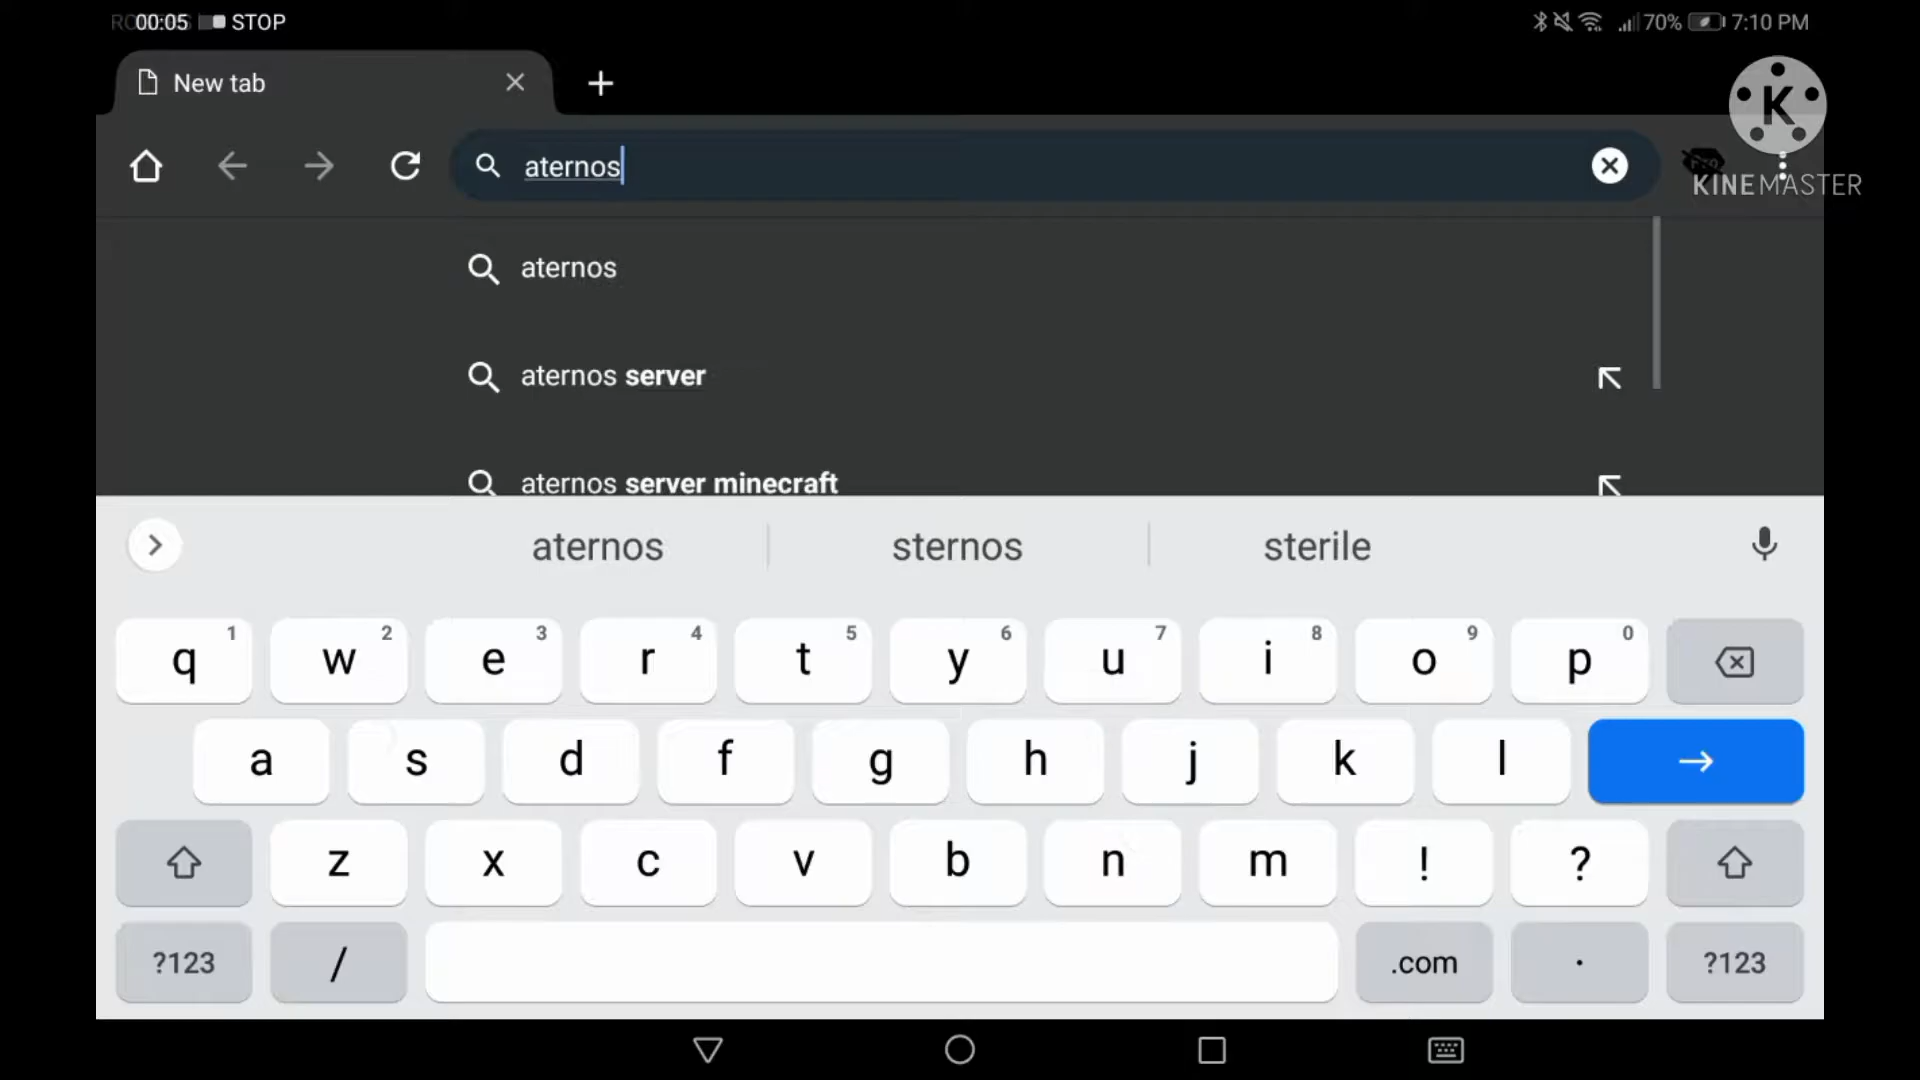 00:05 STOP
70% 7:10 PM
New tab
K
KINEMASTER
aternos
aternos
aternos server
aternos server minecraft
aternos sternos sterile
q 1 w 2 e 3 r 4 t 5 y 6 u 7 i 8 o 9 p 0
a s d f g h j k l
z x c v b n m ! ?
?123 / .com . ?123